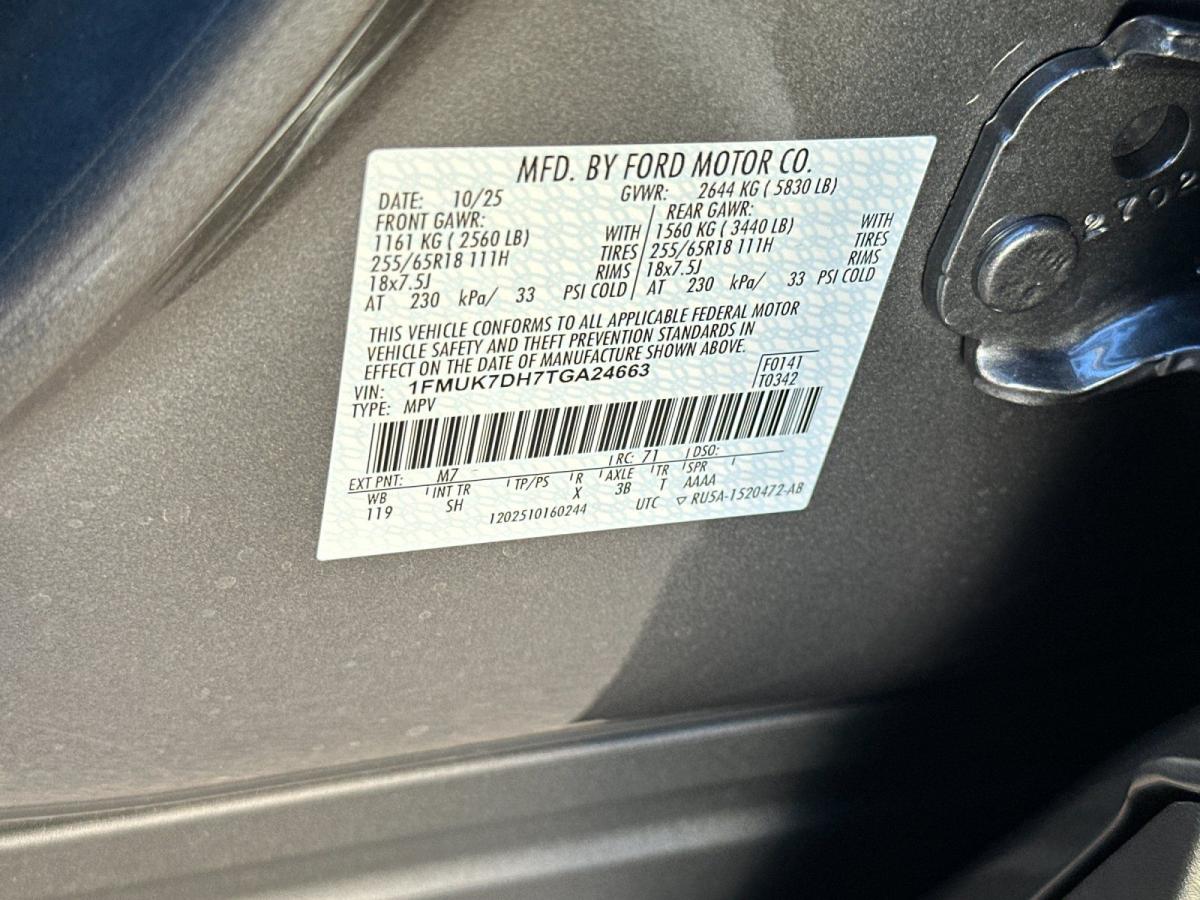 MFD. BY FORD MOTOR CO.
DATE: 10/25 GVWR: 2644 KG ( 5830 LB)
FRONT GAWR: REAR GAWR:
1161 KG ( 2560 LB) WITH 1560 KG ( 3440 LB) WITH
255/65R18 111H TIRES 255/65R18 111H TIRES
18x7.5J RIMS 18x7.5J RIMS
AT 230 kPa/ 33 PSI COLD AT 230 kPa/ 33 PSI COLD
THIS VEHICLE CONFORMS TO ALL APPLICABLE FEDERAL MOTOR
VEHICLE SAFETY AND THEFT PREVENTION STANDARDS IN
EFFECT ON THE DATE OF MANUFACTURE SHOWN ABOVE.
VIN: 1FMUK7DH7TGA24663 F0141
TYPE: MPV T0342
EXT PNT: M7 RC: 71 DSO:
WB INT TR TP/PS R AXLE TR SPR
119 SH X 3B T AAAA
1202510160244 UTC ▽ RU5A-1520472-AB
2702